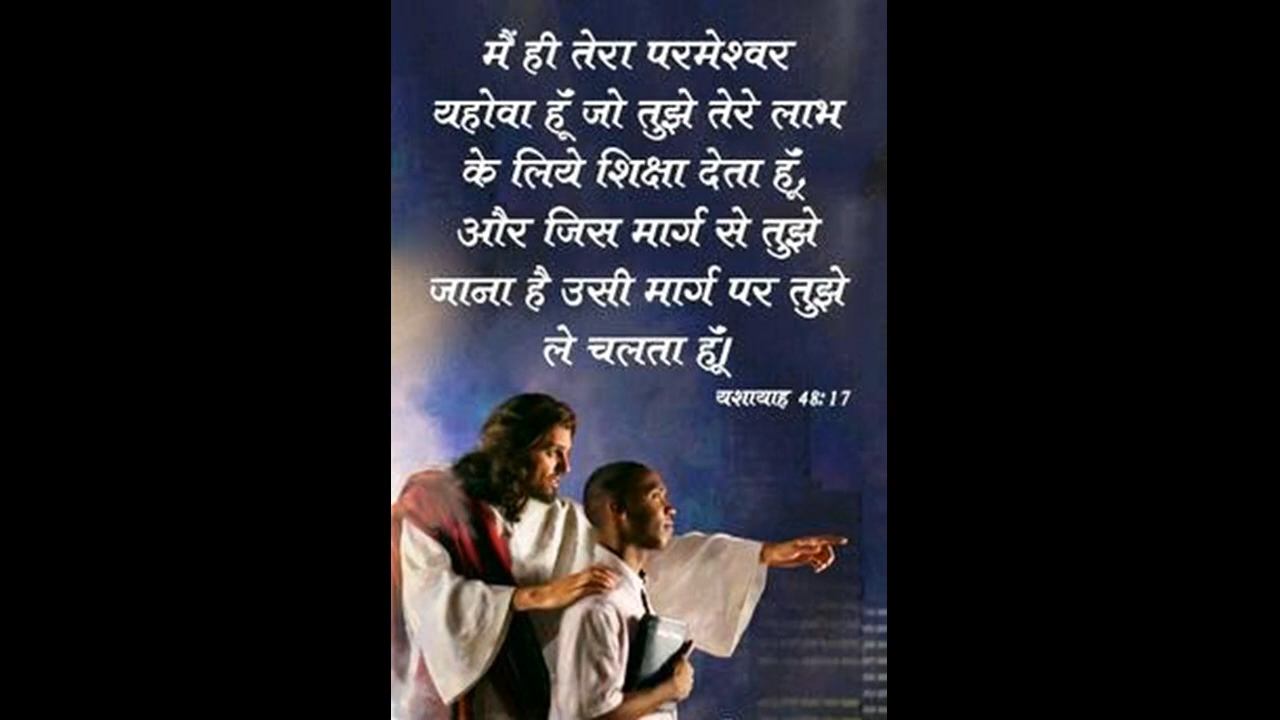 मैं ही तेरा परमेश्वर
यहोवा हूँ जो तुझे तेरे लाभ
के लिये शिक्षा देता हूँ,
और जिस मार्ग से तुझे
जाना है उसी मार्ग पर तुझे
ले चलता हूँ।
यशायाह 48:17